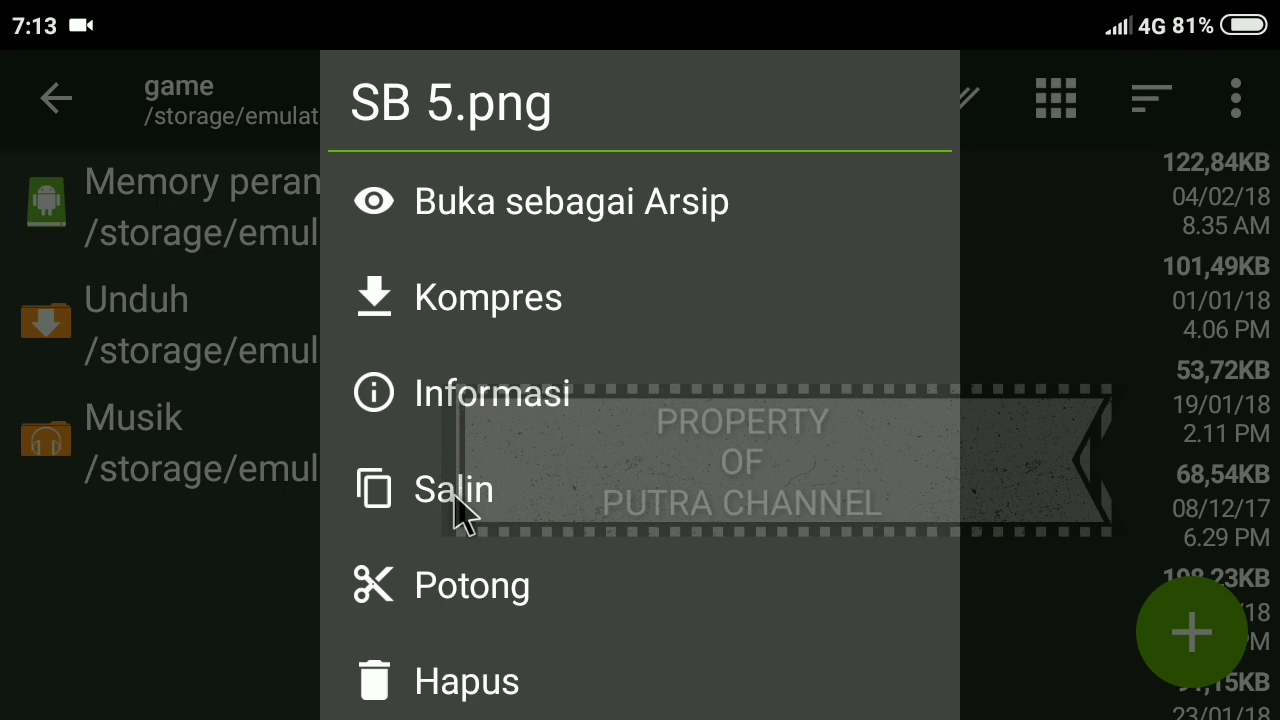 7:13
4G 81%
game
/storage/emulat
SB 5.png
Memory peran
/storage/emul
Unduh
/storage/emul
Musik
/storage/emul
Buka sebagai Arsip
Kompres
Informasi
Salin
Potong
Hapus
PROPERTY
OF
PUTRA CHANNEL
122,84KB
04/02/18
8.35 AM
101,49KB
01/01/18
4.06 PM
53,72KB
19/01/18
2.11 PM
68,54KB
08/12/17
6.29 PM
23/01/18